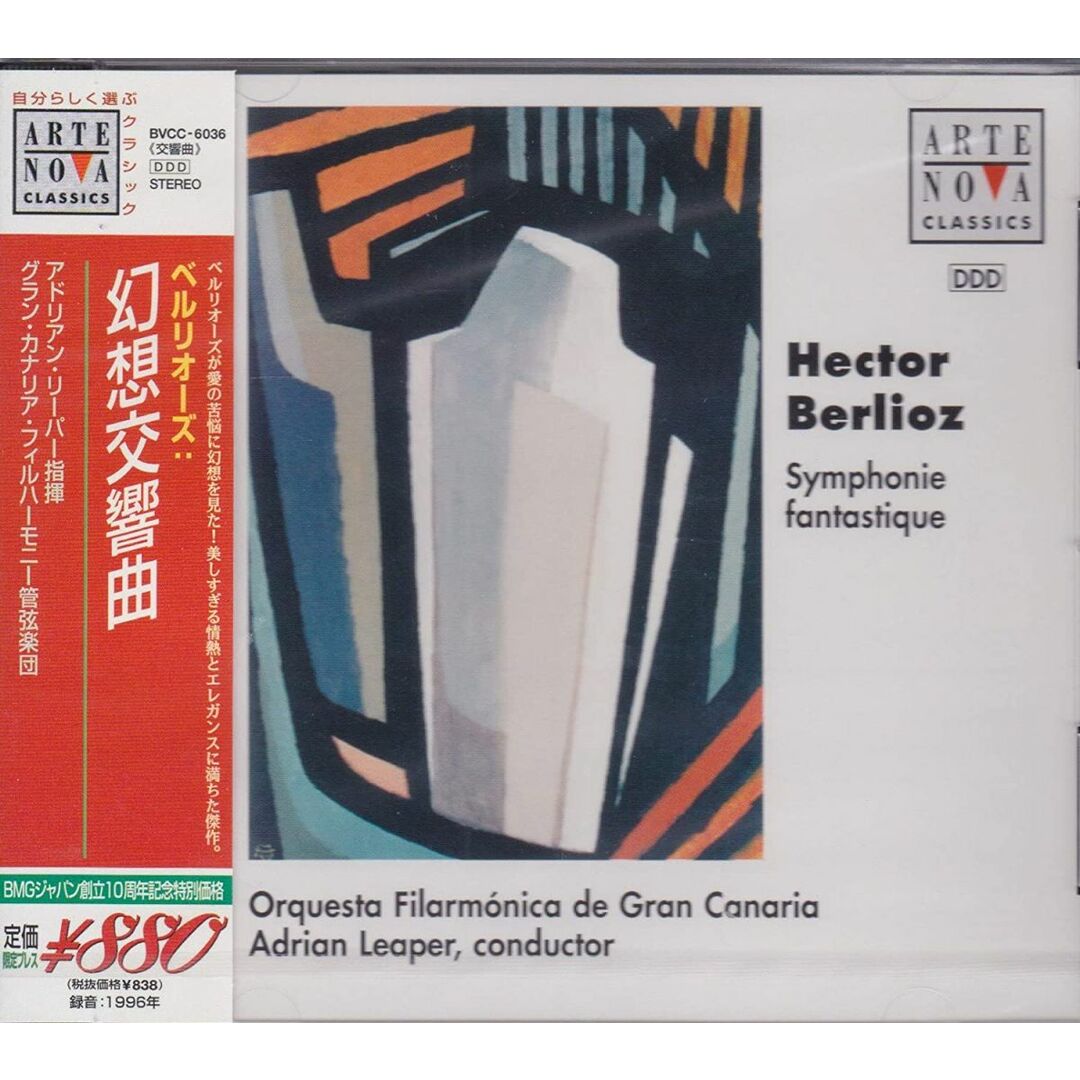 自分らしく選ぶクラシック
ARTE
NOVA
CLASSICS
BVCC-6036
《交響曲》
DDD
STEREO
ベルリオーズが愛の苦悩に幻想を見た!美しすぎる情熱とエレガンスに満ちた傑作。
ベルリオーズ:
幻想交響曲
アドリアン・リーパー指揮
グラン・カナリア・フィルハーモニー管弦楽団
BMGジャパン創立10周年記念特別価格
定価
限定プレス
¥880
(税抜価格¥838)
録音:1996年
ARTE
NOVA
CLASSICS
DDD
Hector
Berlioz
Symphonie
fantastique
Orquesta Filarmónica de Gran Canaria
Adrian Leaper, conductor